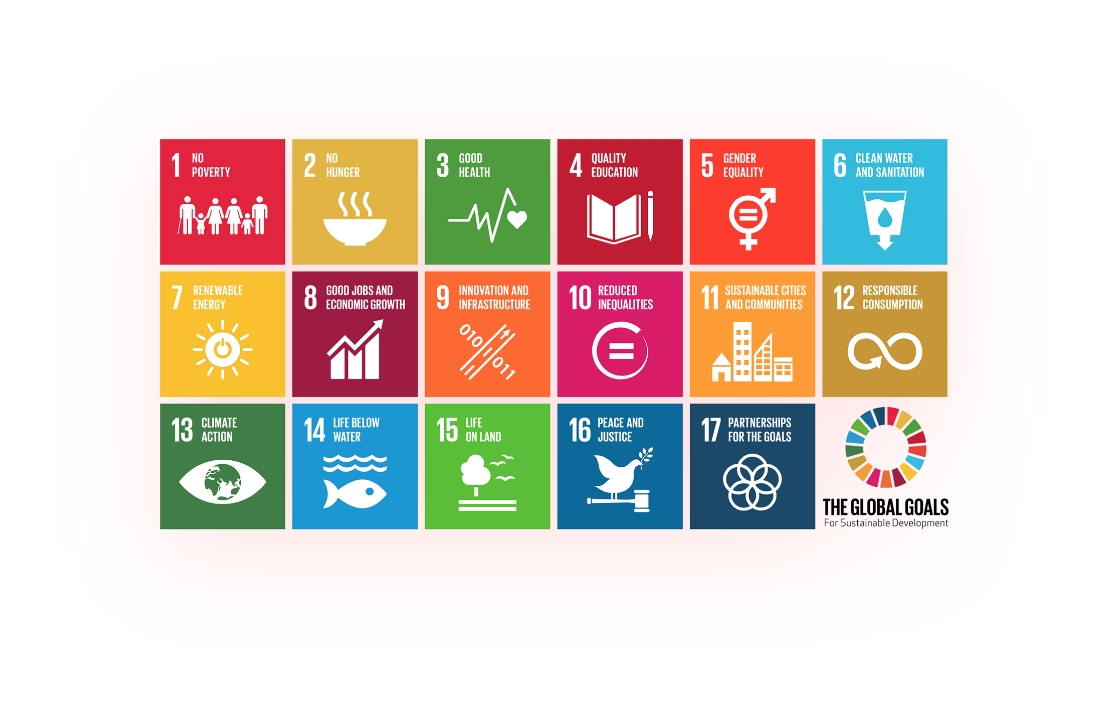 1 NO
POVERTY
2 NO
HUNGER
3 GOOD
HEALTH
4 QUALITY
EDUCATION
5 GENDER
EQUALITY
6 CLEAN WATER
AND SANITATION
7 RENEWABLE
ENERGY
8 GOOD JOBS AND
ECONOMIC GROWTH
9 INNOVATION AND
INFRASTRUCTURE
010
011
10 REDUCED
INEQUALITIES
11 SUSTAINABLE CITIES
AND COMMUNITIES
12 RESPONSIBLE
CONSUMPTION
13 CLIMATE
ACTION
14 LIFE BELOW
WATER
15 LIFE
ON LAND
16 PEACE AND
JUSTICE
17 PARTNERSHIPS
FOR THE GOALS
THE GLOBAL GOALS
For Sustainable Development